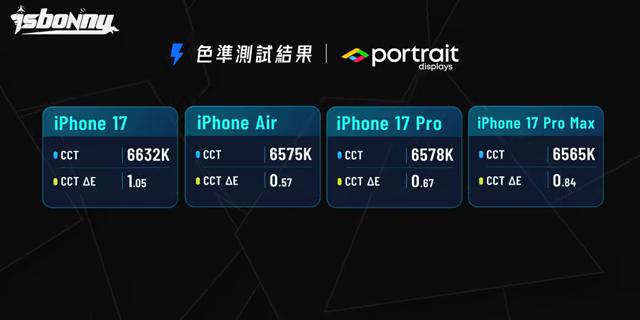 isbonny
色準測試結果 | portrait
displays
iPhone 17
CCT 6632K
CCT ΔE 1.05
iPhone Air
CCT 6575K
CCT ΔE 0.57
iPhone 17 Pro
CCT 6578K
CCT ΔE 0.67
iPhone 17 Pro Max
CCT 6565K
CCT ΔE 0.84